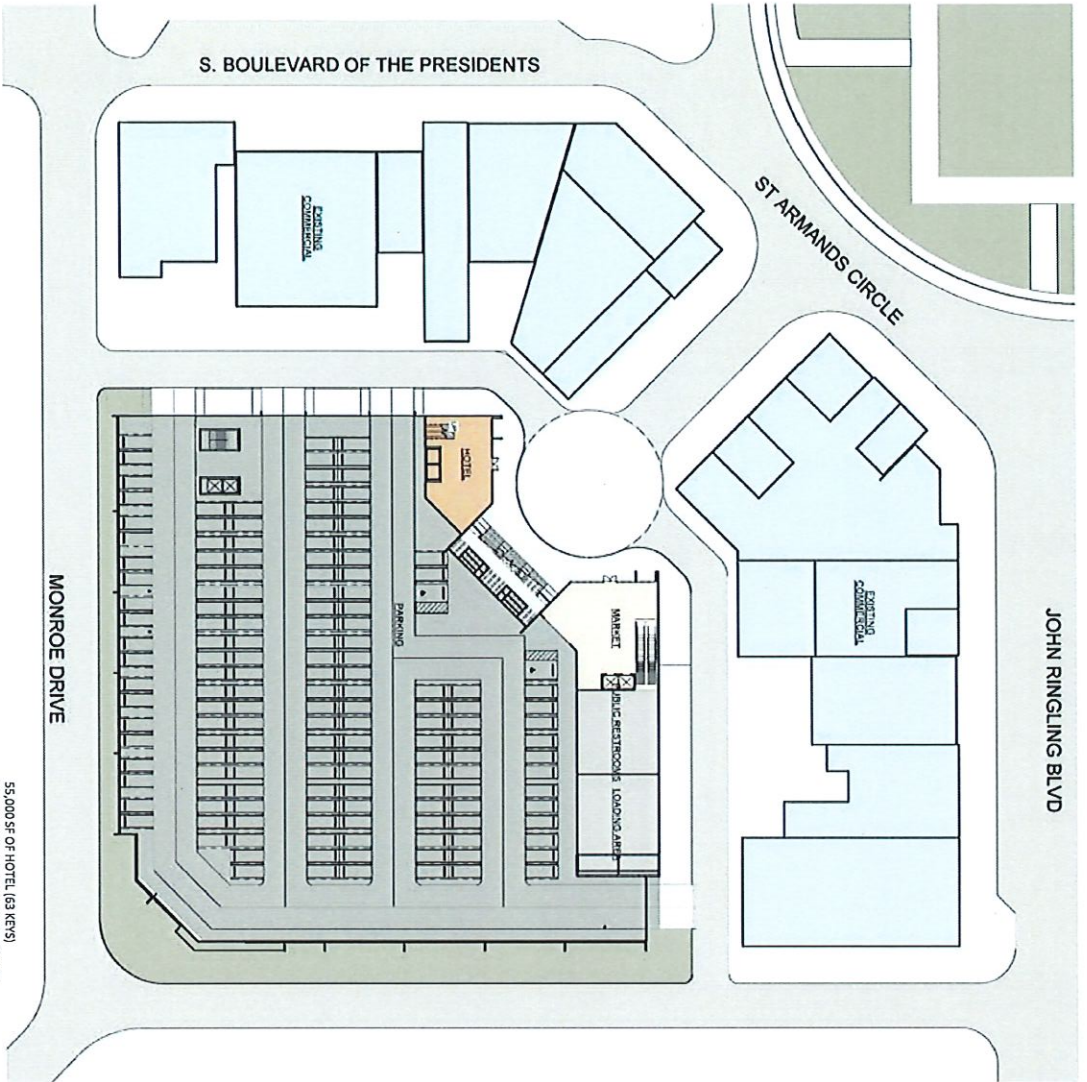 S. BOULEVARD OF THE PRESIDENTS
ST ARMANDS CIRCLE
EXISTING
COMMERCIAL
HOTEL
PARKING
MARKET
PUBLIC RESTROOMS
LOADING AREA
EXISTING
COMMERCIAL
MONROE DRIVE
JOHN RINGLING BLVD
55,000 SF OF HOTEL (63 KEYS)